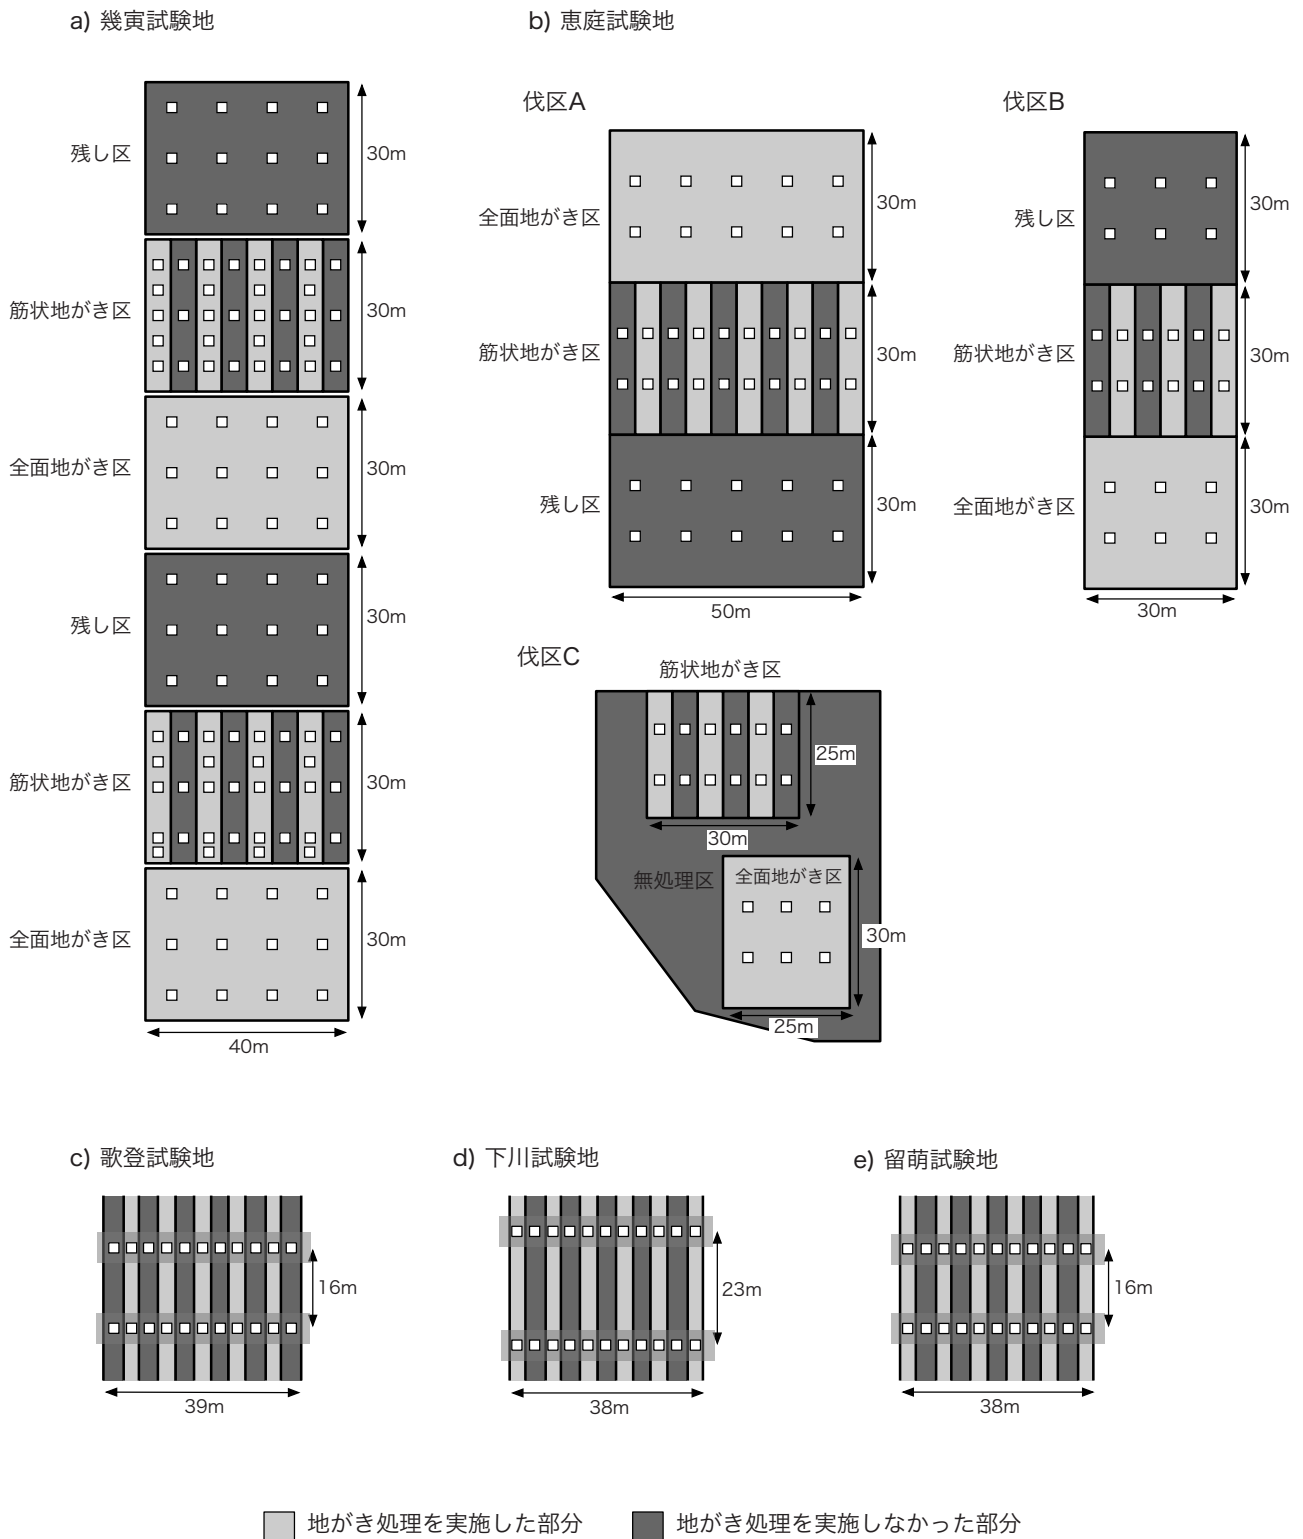 a) 幾寅試験地
残し区
30m
筋状地がき区
30m
全面地がき区
30m
残し区
30m
筋状地がき区
30m
全面地がき区
30m
40m
b) 恵庭試験地
伐区A
全面地がき区
30m
筋状地がき区
30m
残し区
30m
50m
伐区B
残し区
30m
筋状地がき区
30m
全面地がき区
30m
30m
伐区C
筋状地がき区
25m
30m
無処理区
全面地がき区
30m
25m
c) 歌登試験地
16m
39m
d) 下川試験地
23m
38m
e) 留萌試験地
16m
38m
地がき処理を実施した部分
地がき処理を実施しなかった部分